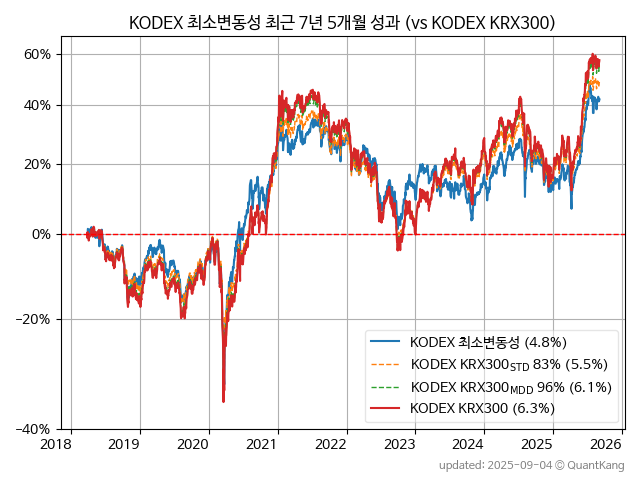 KODEX 최소변동성 최근 7년 5개월 성과 (vs KODEX KRX300)
60%
40%
20%
0%
−20%
−40%
2018 2019 2020 2021 2022 2023 2024 2025 2026
KODEX 최소변동성 (4.8%)
KODEX KRX300STD 83% (5.5%)
KODEX KRX300MDD 96% (6.1%)
KODEX KRX300 (6.3%)
updated: 2025-09-04 © QuantKang